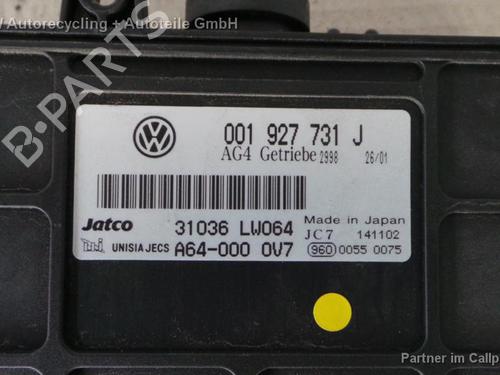 Autorecycling + Autoteile GmbH
B-PARTS
001 927 731 J
AG4 Getriebe 2998 26/01
Jatco 31036 LW064 Made in Japan
JC7 141102
UNISIA JECS A64-000 0V7 960 0055 0075
Partner im Callp